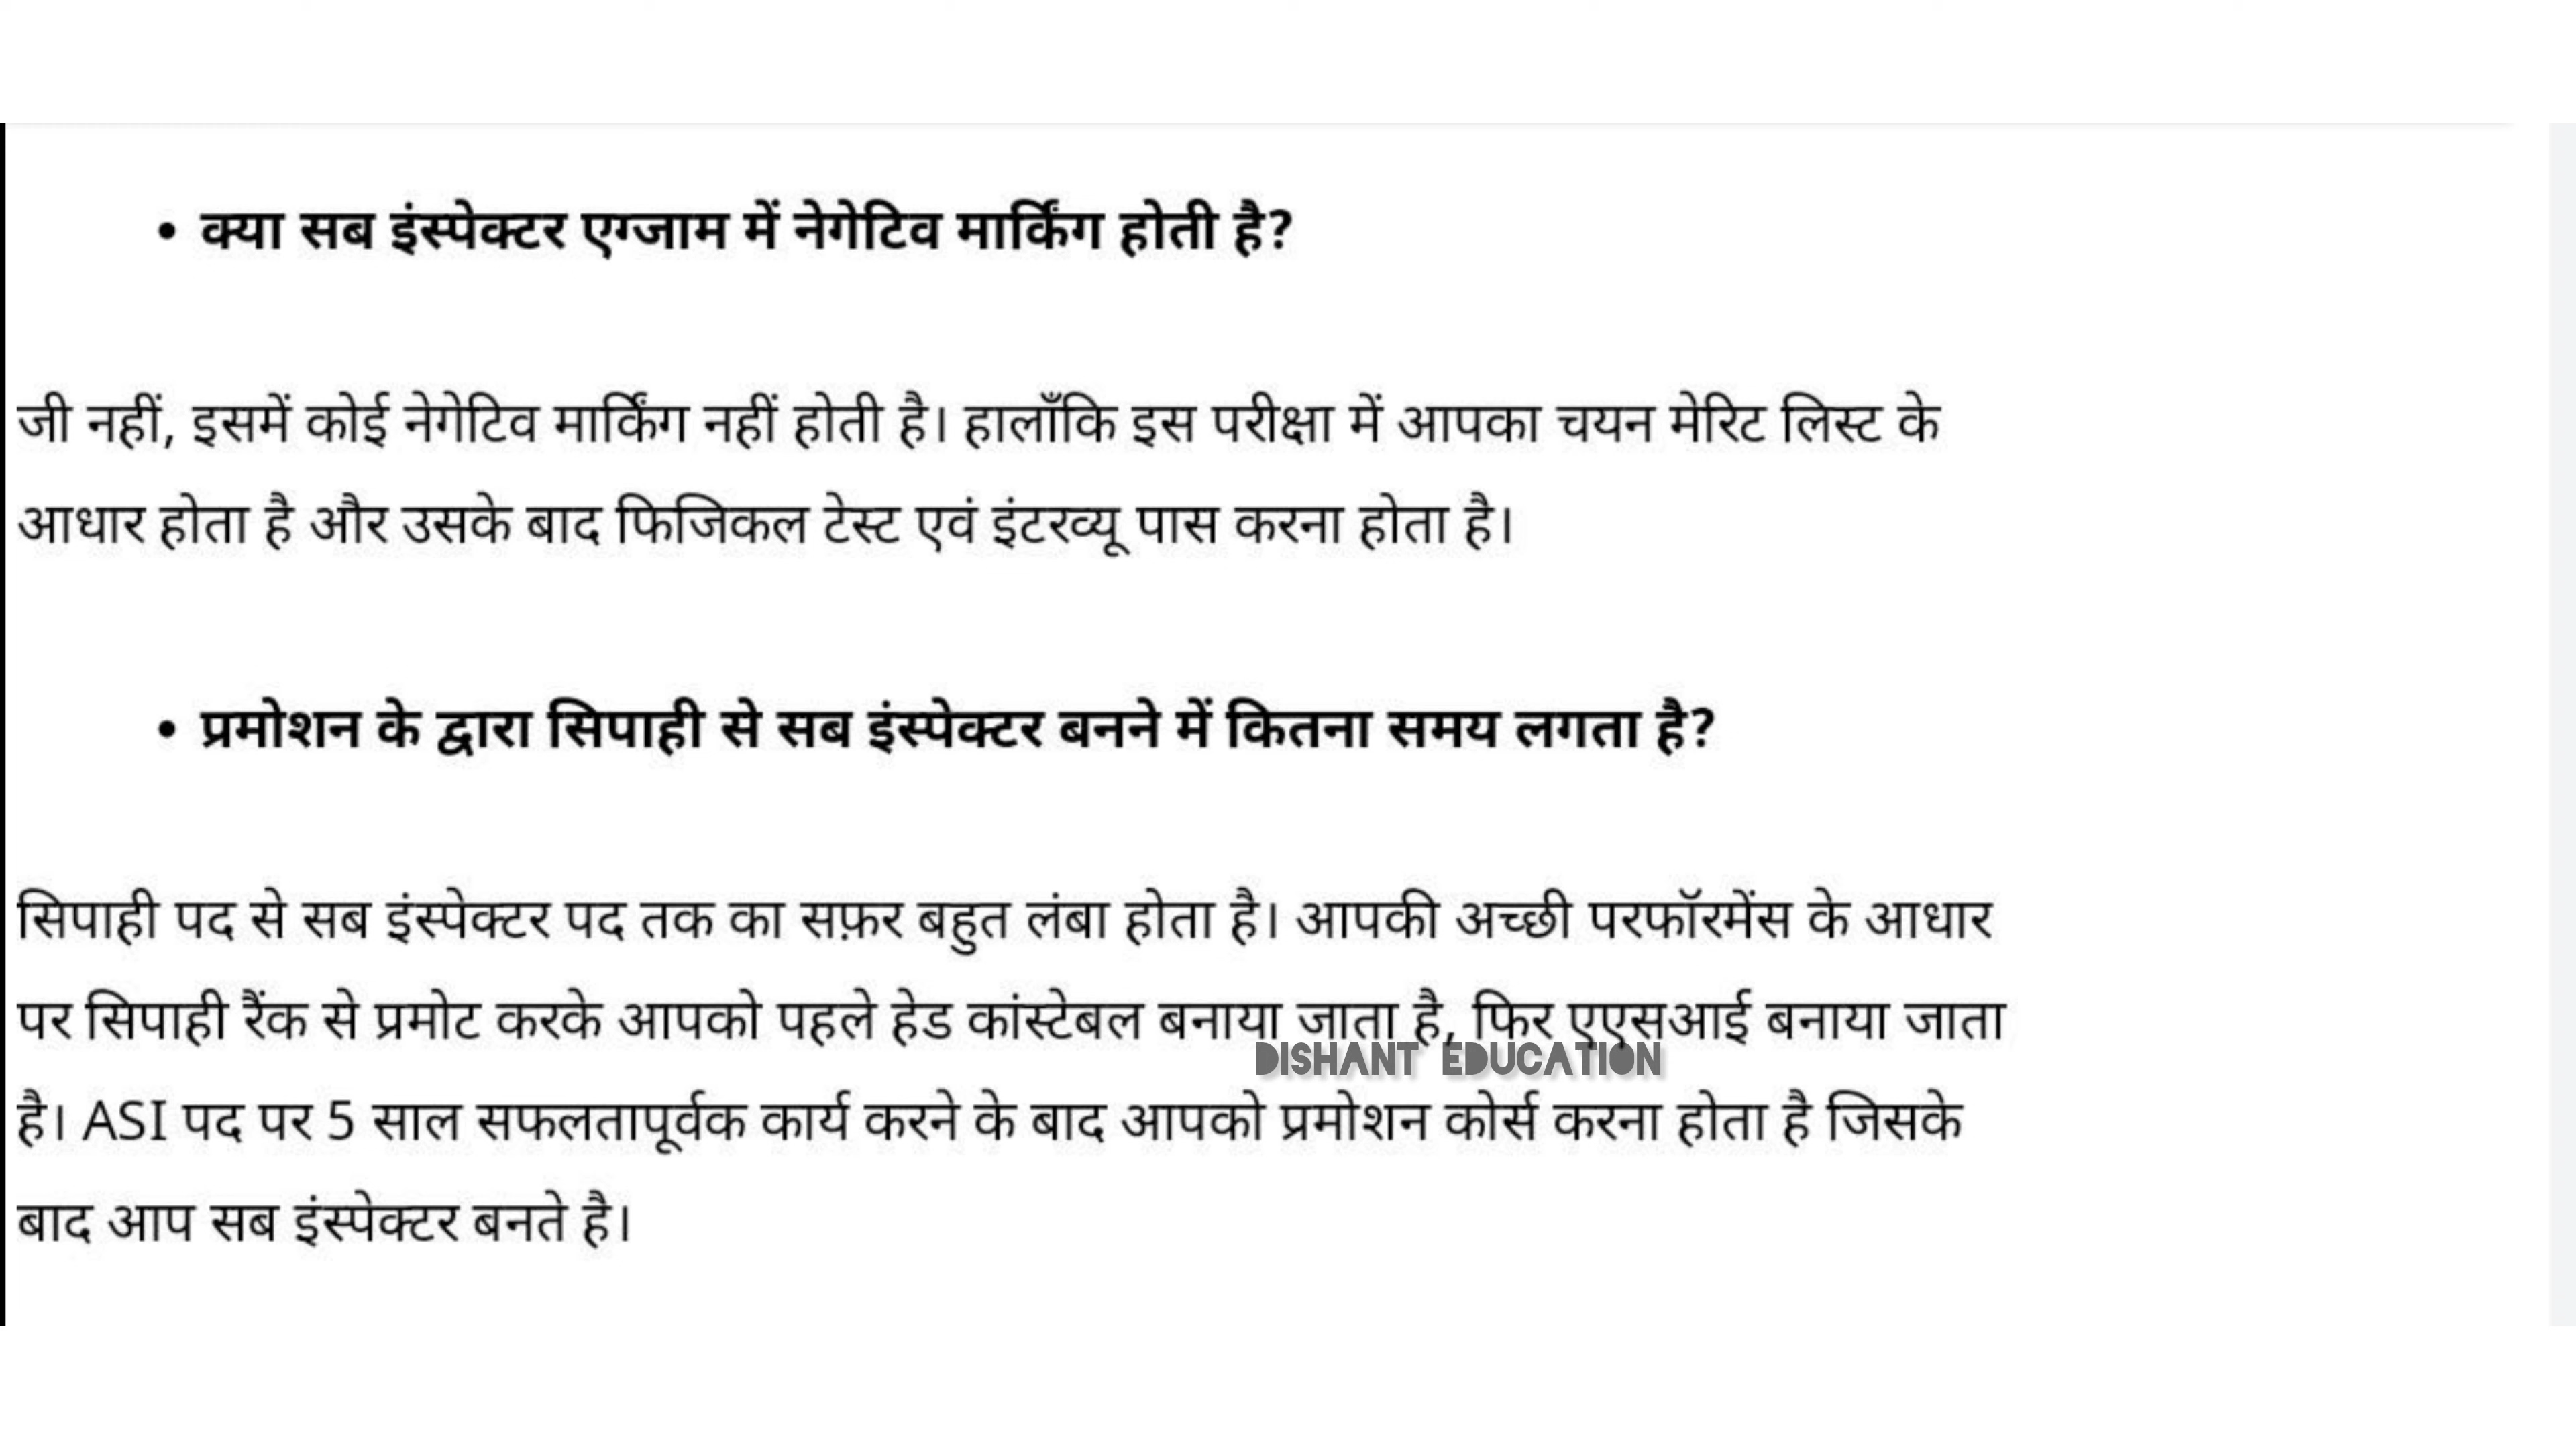 • क्या सब इंस्पेक्टर एग्जाम में नेगेटिव मार्किंग होती है?
जी नहीं, इसमें कोई नेगेटिव मार्किंग नहीं होती है। हालाँकि इस परीक्षा में आपका चयन मेरिट लिस्ट के
आधार होता है और उसके बाद फिजिकल टेस्ट एवं इंटरव्यू पास करना होता है।
• प्रमोशन के द्वारा सिपाही से सब इंस्पेक्टर बनने में कितना समय लगता है?
सिपाही पद से सब इंस्पेक्टर पद तक का सफ़र बहुत लंबा होता है। आपकी अच्छी परफॉरमेंस के आधार
पर सिपाही रैंक से प्रमोट करके आपको पहले हेड कांस्टेबल बनाया जाता है, फिर एएसआई बनाया जाता
DISHANT EDUCATION
है। ASI पद पर 5 साल सफलतापूर्वक कार्य करने के बाद आपको प्रमोशन कोर्स करना होता है जिसके
बाद आप सब इंस्पेक्टर बनते है।